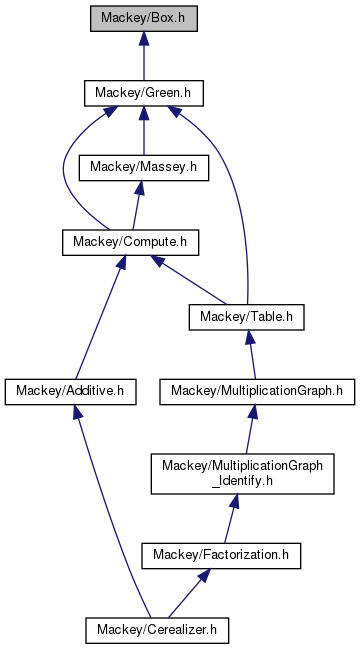 Mackey/Box.h
Mackey/Green.h
Mackey/Massey.h
Mackey/Compute.h
Mackey/Table.h
Mackey/Additive.h
Mackey/MultiplicationGraph.h
Mackey/MultiplicationGraph
_Identify.h
Mackey/Factorization.h
Mackey/Cerealizer.h